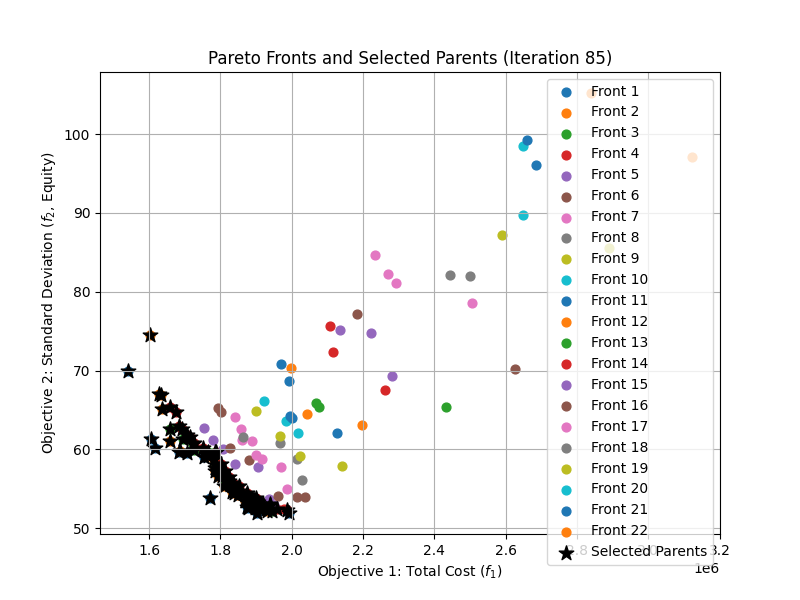 Pareto Fronts and Selected Parents (Iteration 85)
Objective 2: Standard Deviation (f₂, Equity)
100
90
80
70
60
50
Front 1
Front 2
Front 3
Front 4
Front 5
Front 6
Front 7
Front 8
Front 9
Front 10
Front 11
Front 12
Front 13
Front 14
Front 15
Front 16
Front 17
Front 18
Front 19
Front 20
Front 21
Front 22
Selected Parents
1.6 1.8 2.0 2.2 2.4 2.6 2.8 3.0 3.2
1e6
Objective 1: Total Cost (f₁)